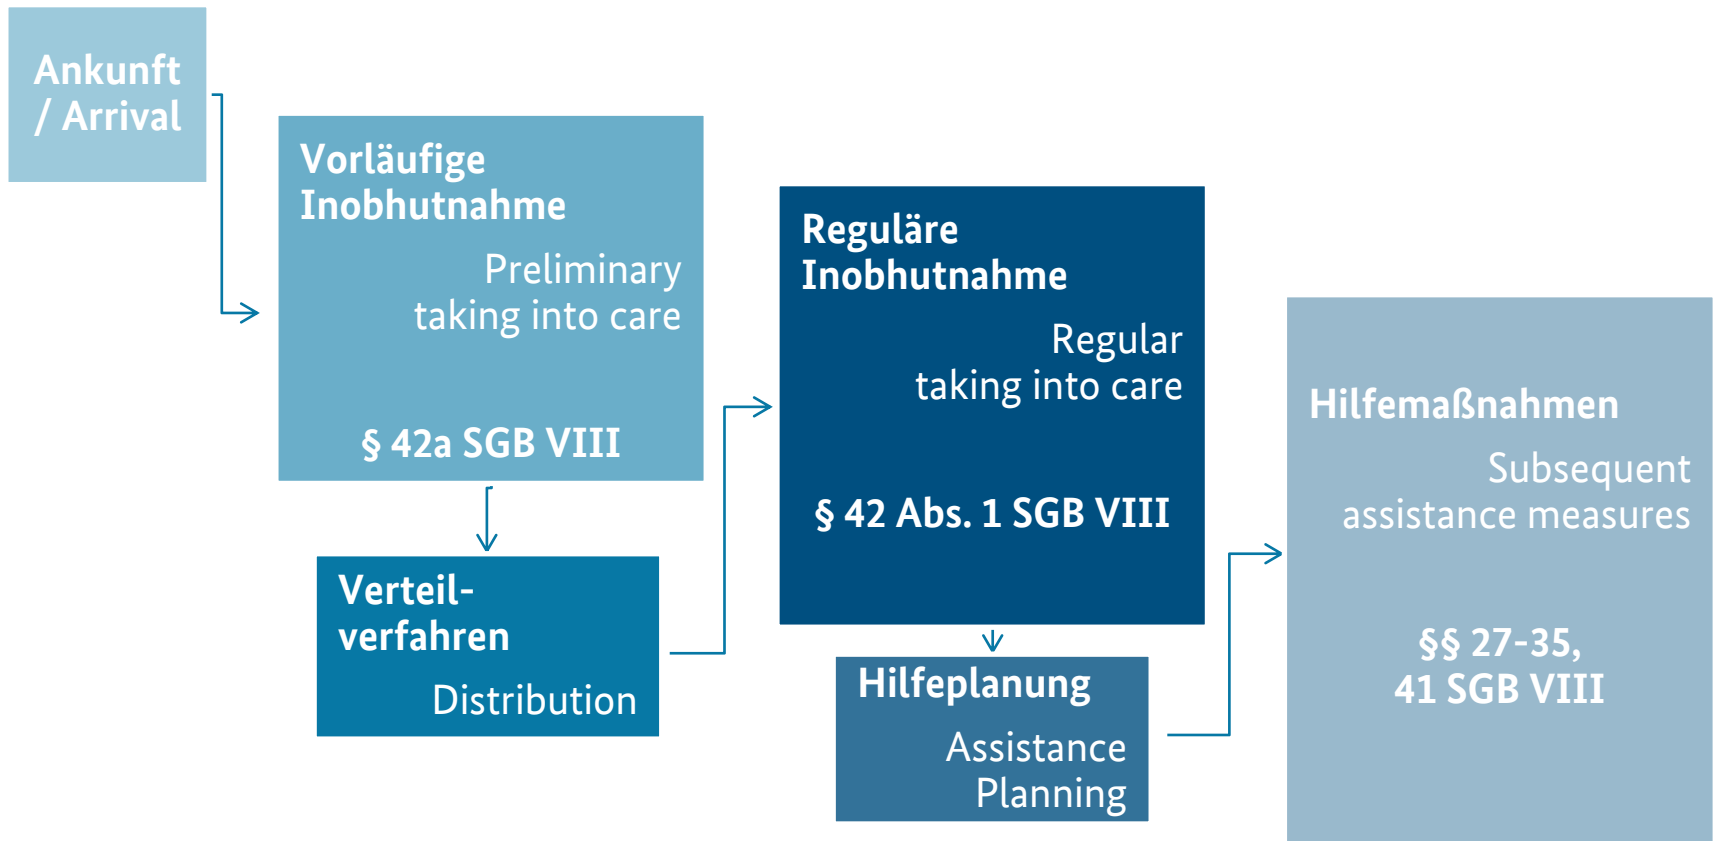 Ankunft
/ Arrival
Vorläufige
Inobhutnahme
Preliminary
taking into care
§ 42a SGB VIII
Verteil-
verfahren
Distribution
Reguläre
Inobhutnahme
Regular
taking into care
§ 42 Abs. 1 SGB VIII
Hilfeplanung
Assistance
Planning
Hilfemaßnahmen
Subsequent
assistance measures
§§ 27-35,
41 SGB VIII